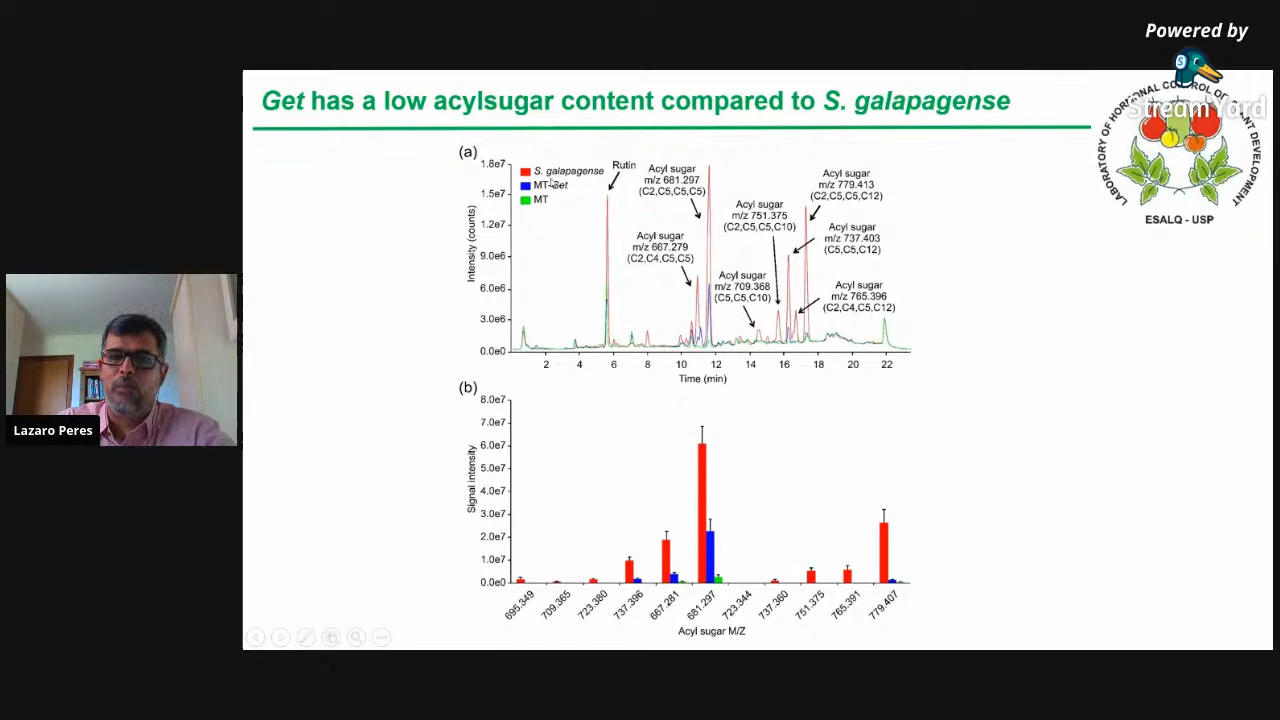 Powered by
StreamYard
Get has a low acylsugar content compared to S. galapagense
LABORATORY OF HORMONAL CONTROL OF PLANT DEVELOPMENT
ESALQ - USP
(a)
Intensity (counts)
1.8e7
1.5e7
1.2e7
9.0e6
6.0e6
3.0e6
0.0e0
S. galapagense
MT-Get
MT
Rutin
Acyl sugar
m/z 681.297
(C2,C5,C5,C5)
Acyl sugar
m/z 667.279
(C2,C4,C5,C5)
Acyl sugar
m/z 709.368
(C5,C5,C10)
Acyl sugar
m/z 751.375
(C2,C5,C5,C10)
Acyl sugar
m/z 779.413
(C2,C5,C5,C12)
Acyl sugar
m/z 737.403
(C5,C5,C12)
Acyl sugar
m/z 765.396
(C2,C4,C5,C12)
2 4 6 8 10 12 14 16 18 20 22
Time (min)
(b)
Signal intensity
8.0e7
7.0e7
6.0e7
5.0e7
4.0e7
3.0e7
2.0e7
1.0e7
0.0e0
695.349 709.365 723.380 737.396 667.281 681.297 723.344 737.360 751.375 765.391 779.407
Acyl sugar M/Z
Lazaro Peres